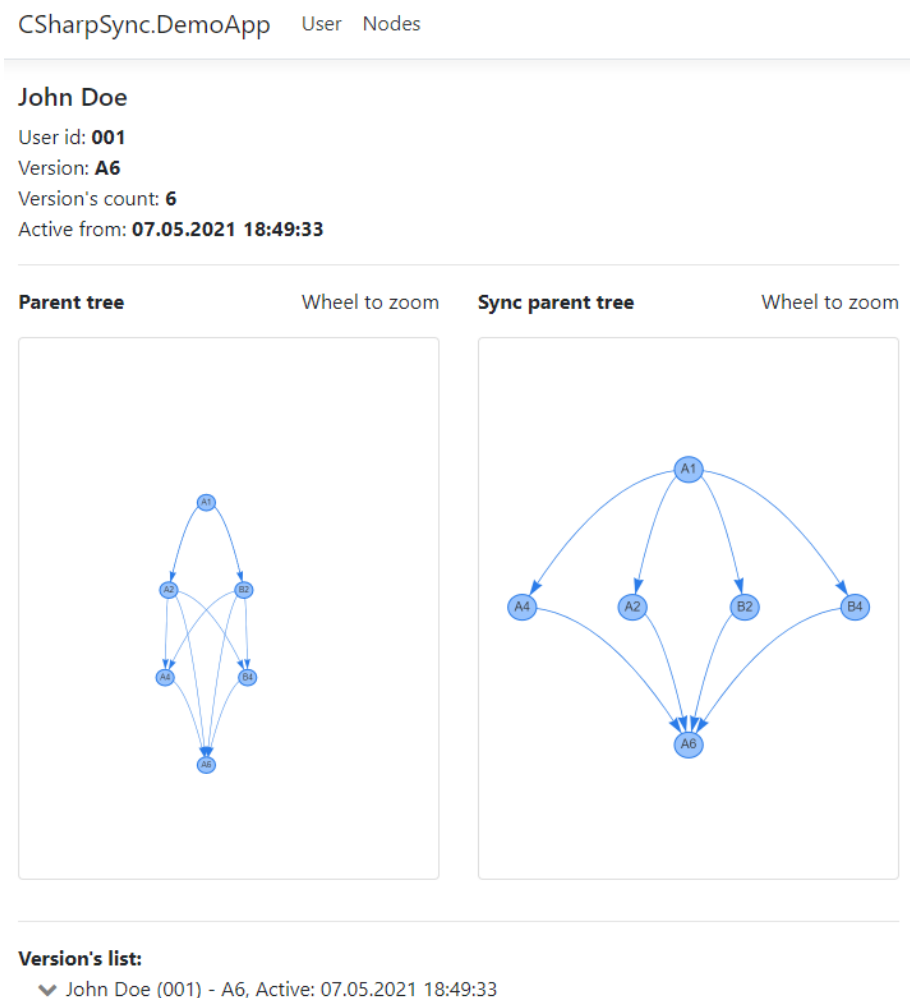 CSharpSync.DemoApp User Nodes
John Doe
User id: 001
Version: A6
Version's count: 6
Active from: 07.05.2021 18:49:33
Parent tree Wheel to zoom
Sync parent tree Wheel to zoom
A1
A2 B2
A4 B4
A6
A1
A4 A2 B2 B4
A6
Version's list:
John Doe (001) - A6, Active: 07.05.2021 18:49:33